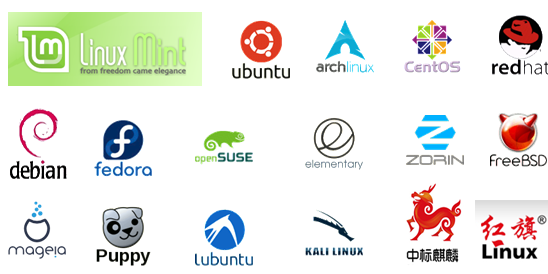 lm Linux Mint
from freedom came elegance
ubuntu
archlinux
CentOS
redhat
debian
fedora
openSUSE
elementary
ZORIN
FreeBSD
mageia
Puppy
lubuntu
KALI LINUX
中标麒麟
红旗®
Linux